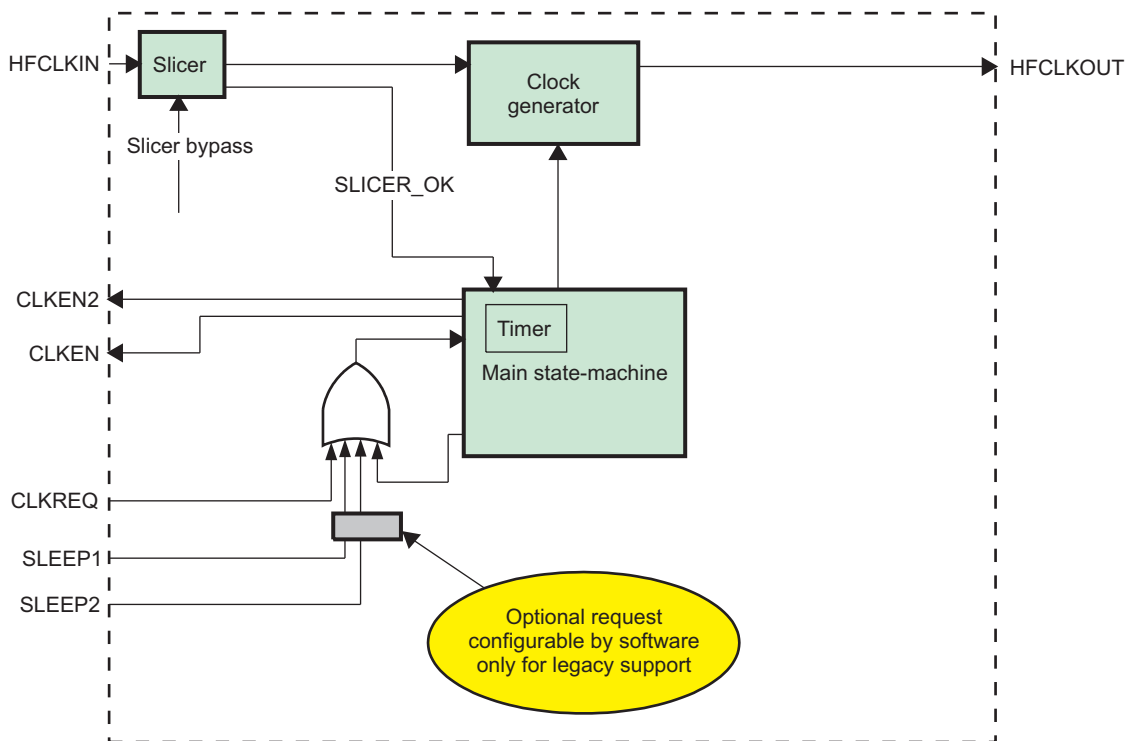 HFCLKIN
Slicer
Clock
generator
HFCLKOUT
Slicer bypass
SLICER_OK
CLKEN2
CLKEN
Timer
Main state-machine
CLKREQ
SLEEP1
SLEEP2
Optional request
configurable by software
only for legacy support